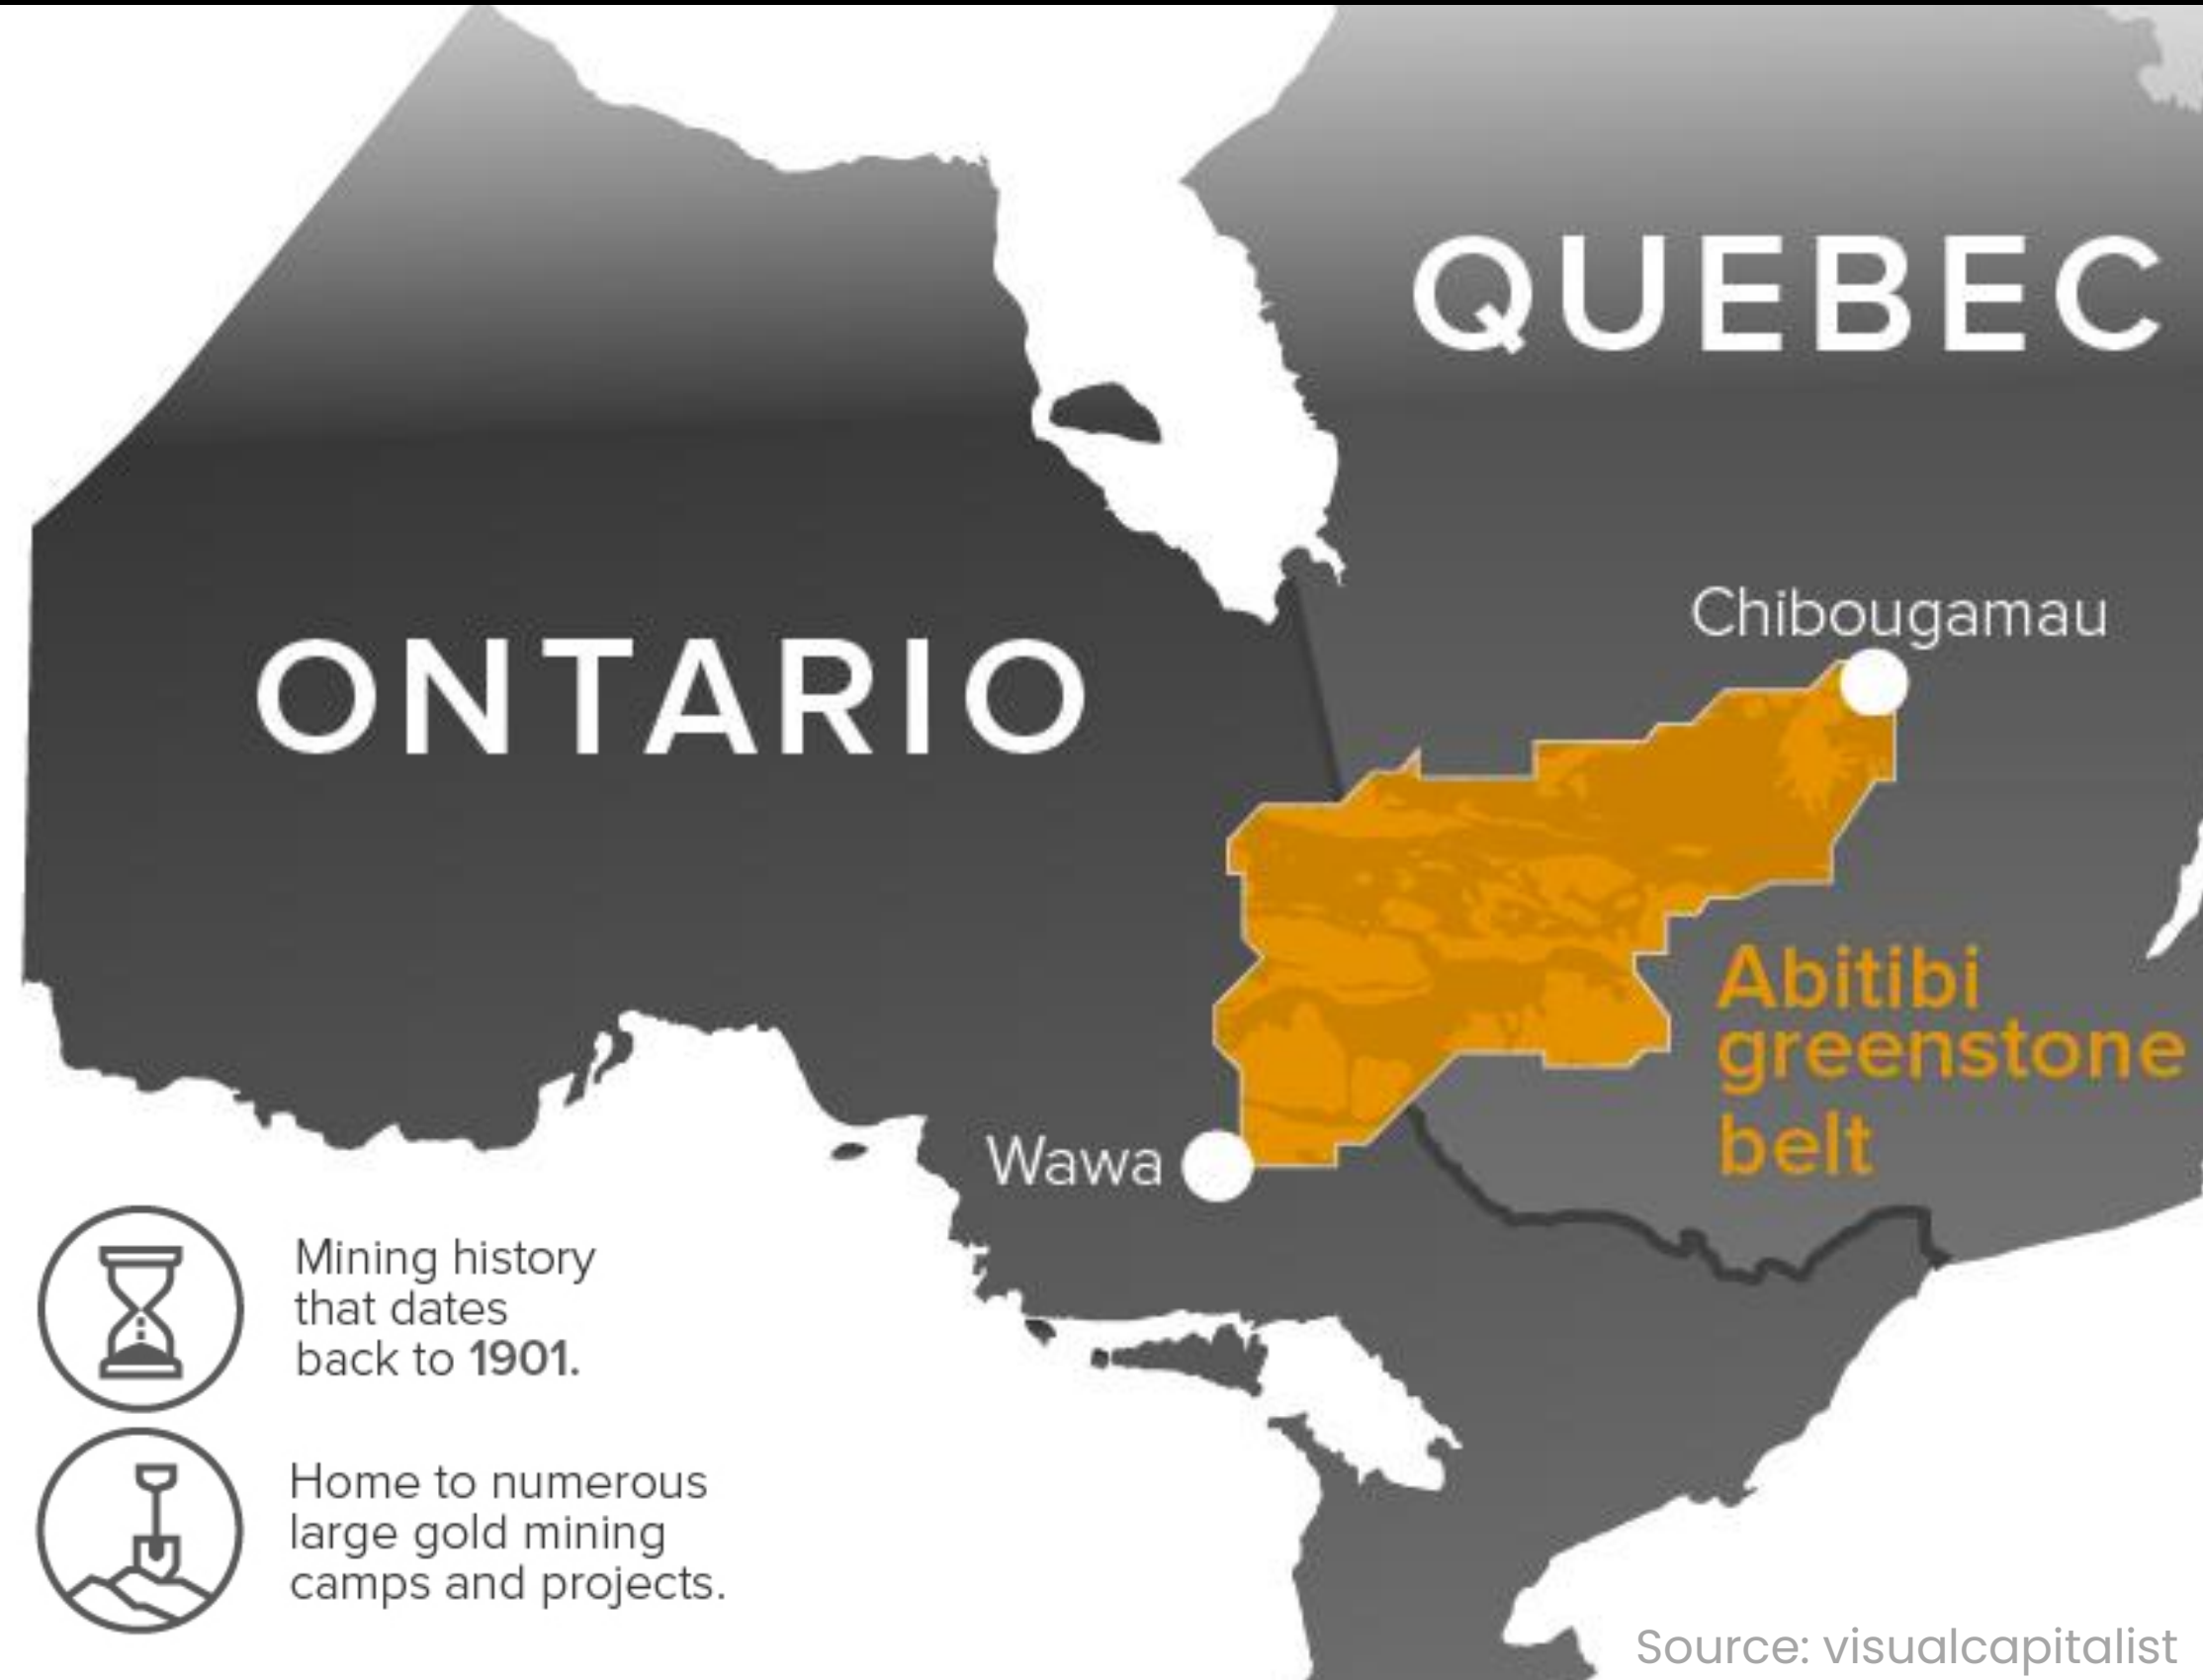 QUEBEC
Chibougamau
ONTARIO
Abitibi
greenstone
belt
Wawa
Mining history
that dates
back to 1901.
Home to numerous
large gold mining
camps and projects.
Source: visualcapitalist